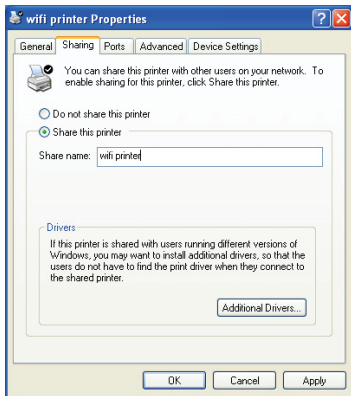 wifi printer Properties
General Sharing Ports Advanced Device Settings
You can share this printer with other users on your network. To
enable sharing for this printer, click Share this printer.
Do not share this printer
Share this printer
Share name: wifi printer
Drivers
If this printer is shared with users running different versions of
Windows, you may want to install additional drivers, so that the
users do not have to find the print driver when they connect to
the shared printer.
Additional Drivers...
OK Cancel Apply